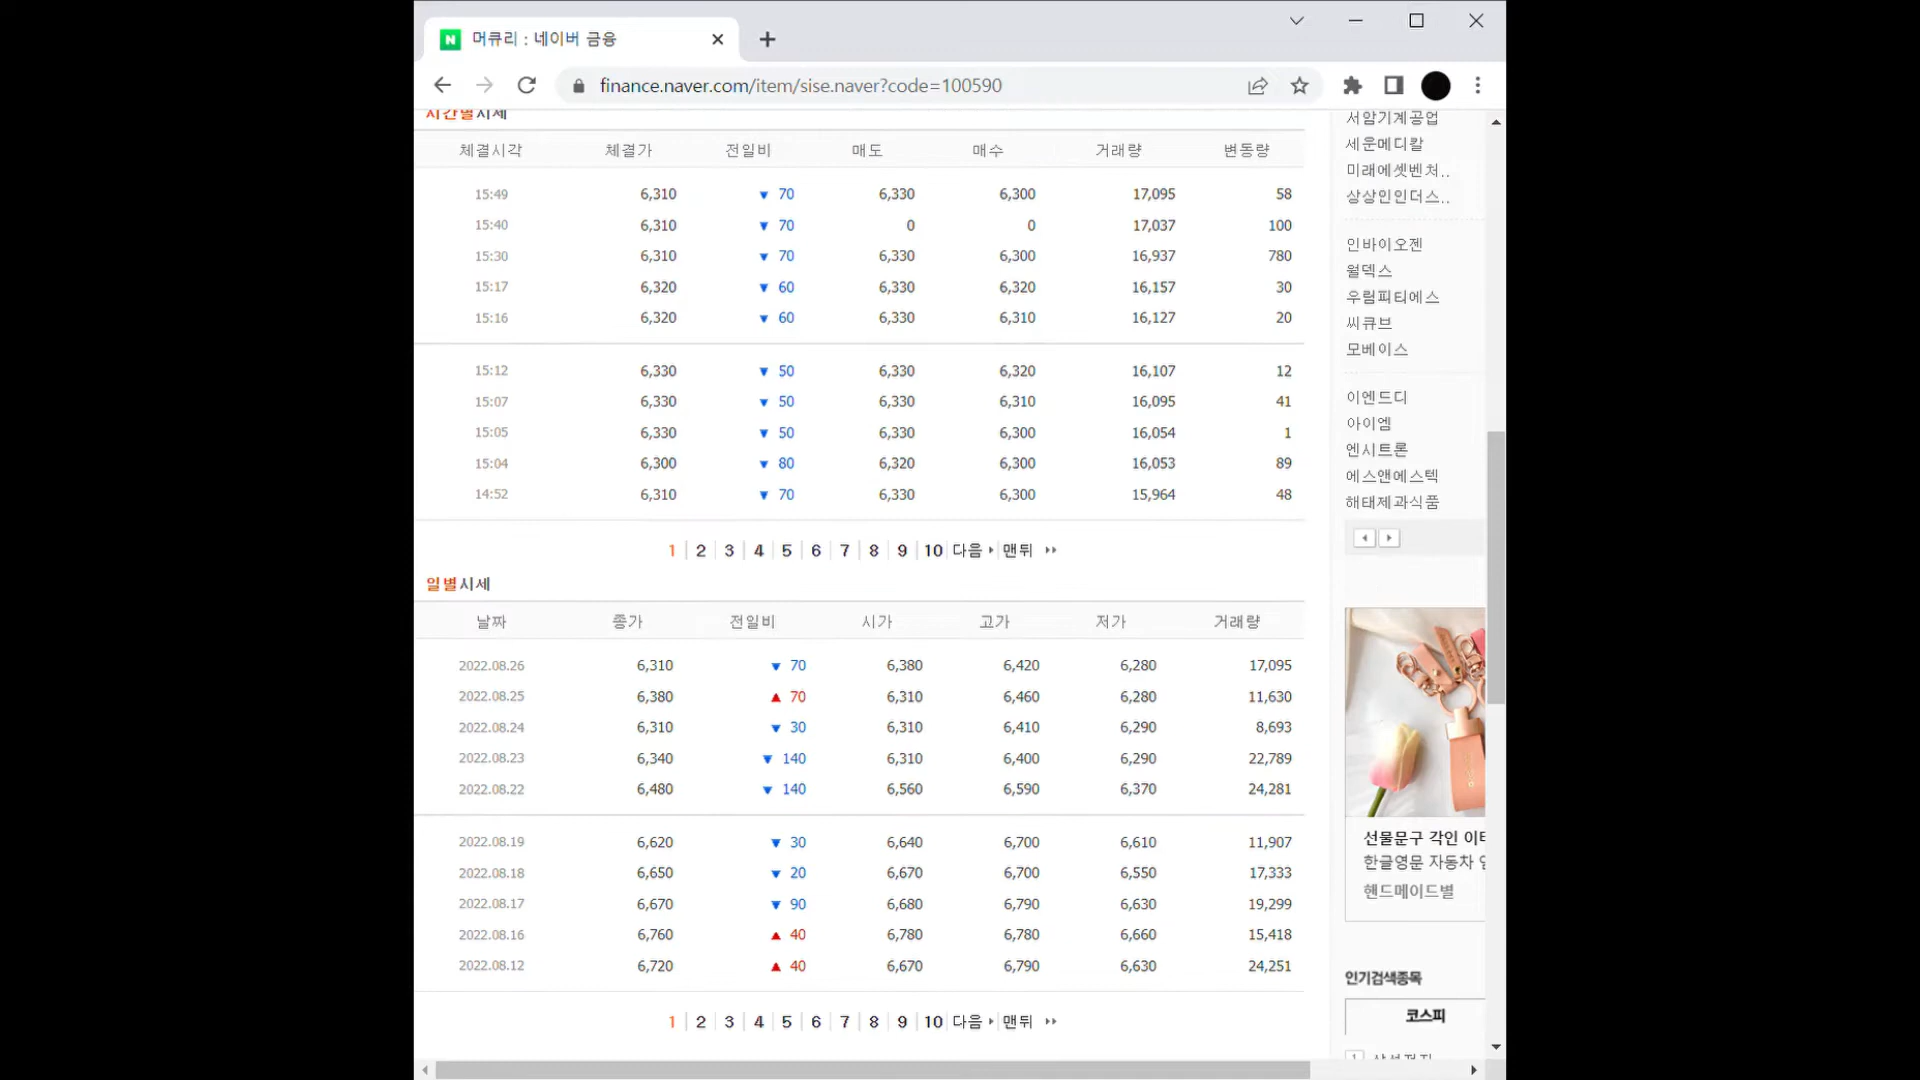 머큐리 : 네이버 금융
finance.naver.com/item/sise.naver?code=100590
시간별시세
체결시각 체결가 전일비 매도 매수 거래량 변동량
15:49 6,310 ▼ 70 6,330 6,300 17,095 58
15:40 6,310 ▼ 70 0 0 17,037 100
15:30 6,310 ▼ 70 6,330 6,300 16,937 780
15:17 6,320 ▼ 60 6,330 6,320 16,157 30
15:16 6,320 ▼ 60 6,330 6,310 16,127 20
15:12 6,330 ▼ 50 6,330 6,320 16,107 12
15:07 6,330 ▼ 50 6,330 6,310 16,095 41
15:05 6,330 ▼ 50 6,330 6,300 16,054 1
15:04 6,300 ▼ 80 6,320 6,300 16,053 89
14:52 6,310 ▼ 70 6,330 6,300 15,964 48
1 2 3 4 5 6 7 8 9 10 다음 맨뒤
일별시세
날짜 종가 전일비 시가 고가 저가 거래량
2022.08.26 6,310 ▼ 70 6,380 6,420 6,280 17,095
2022.08.25 6,380 ▲ 70 6,310 6,460 6,280 11,630
2022.08.24 6,310 ▼ 30 6,310 6,410 6,290 8,693
2022.08.23 6,340 ▼ 140 6,310 6,400 6,290 22,789
2022.08.22 6,480 ▼ 140 6,560 6,590 6,370 24,281
2022.08.19 6,620 ▼ 30 6,640 6,700 6,610 11,907
2022.08.18 6,650 ▼ 20 6,670 6,700 6,550 17,333
2022.08.17 6,670 ▼ 90 6,680 6,790 6,630 19,299
2022.08.16 6,760 ▲ 40 6,780 6,780 6,660 15,418
2022.08.12 6,720 ▲ 40 6,670 6,790 6,630 24,251
1 2 3 4 5 6 7 8 9 10 다음 맨뒤
서암기계공업
세운메디칼
미래에셋벤처..
상상인인더스..
인바이오젠
월덱스
우림피티에스
씨큐브
모베이스
이엔드디
아이엠
엔시트론
에스앤에스텍
해태제과식품
선물문구 각인
한글영문 자동차
핸드메이드별
인기검색종목
코스피